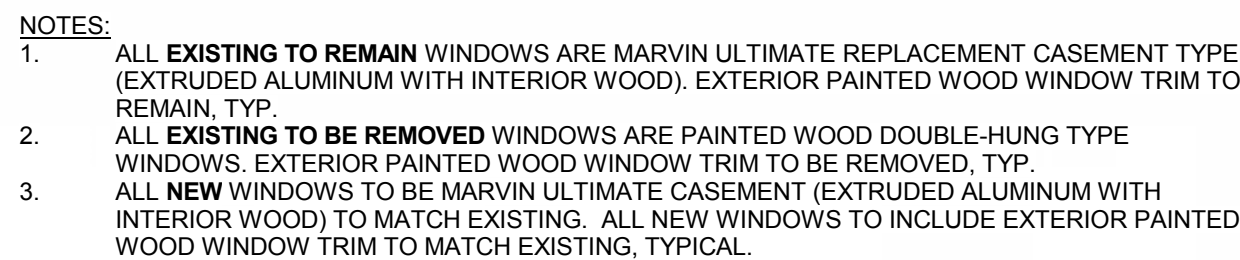 NOTES:
1. ALL EXISTING TO REMAIN WINDOWS ARE MARVIN ULTIMATE REPLACEMENT CASEMENT TYPE
(EXTRUDED ALUMINUM WITH INTERIOR WOOD). EXTERIOR PAINTED WOOD WINDOW TRIM TO
REMAIN, TYP.
2. ALL EXISTING TO BE REMOVED WINDOWS ARE PAINTED WOOD DOUBLE-HUNG TYPE
WINDOWS. EXTERIOR PAINTED WOOD WINDOW TRIM TO BE REMOVED, TYP.
3. ALL NEW WINDOWS TO BE MARVIN ULTIMATE CASEMENT (EXTRUDED ALUMINUM WITH
INTERIOR WOOD) TO MATCH EXISTING. ALL NEW WINDOWS TO INCLUDE EXTERIOR PAINTED
WOOD WINDOW TRIM TO MATCH EXISTING, TYPICAL.